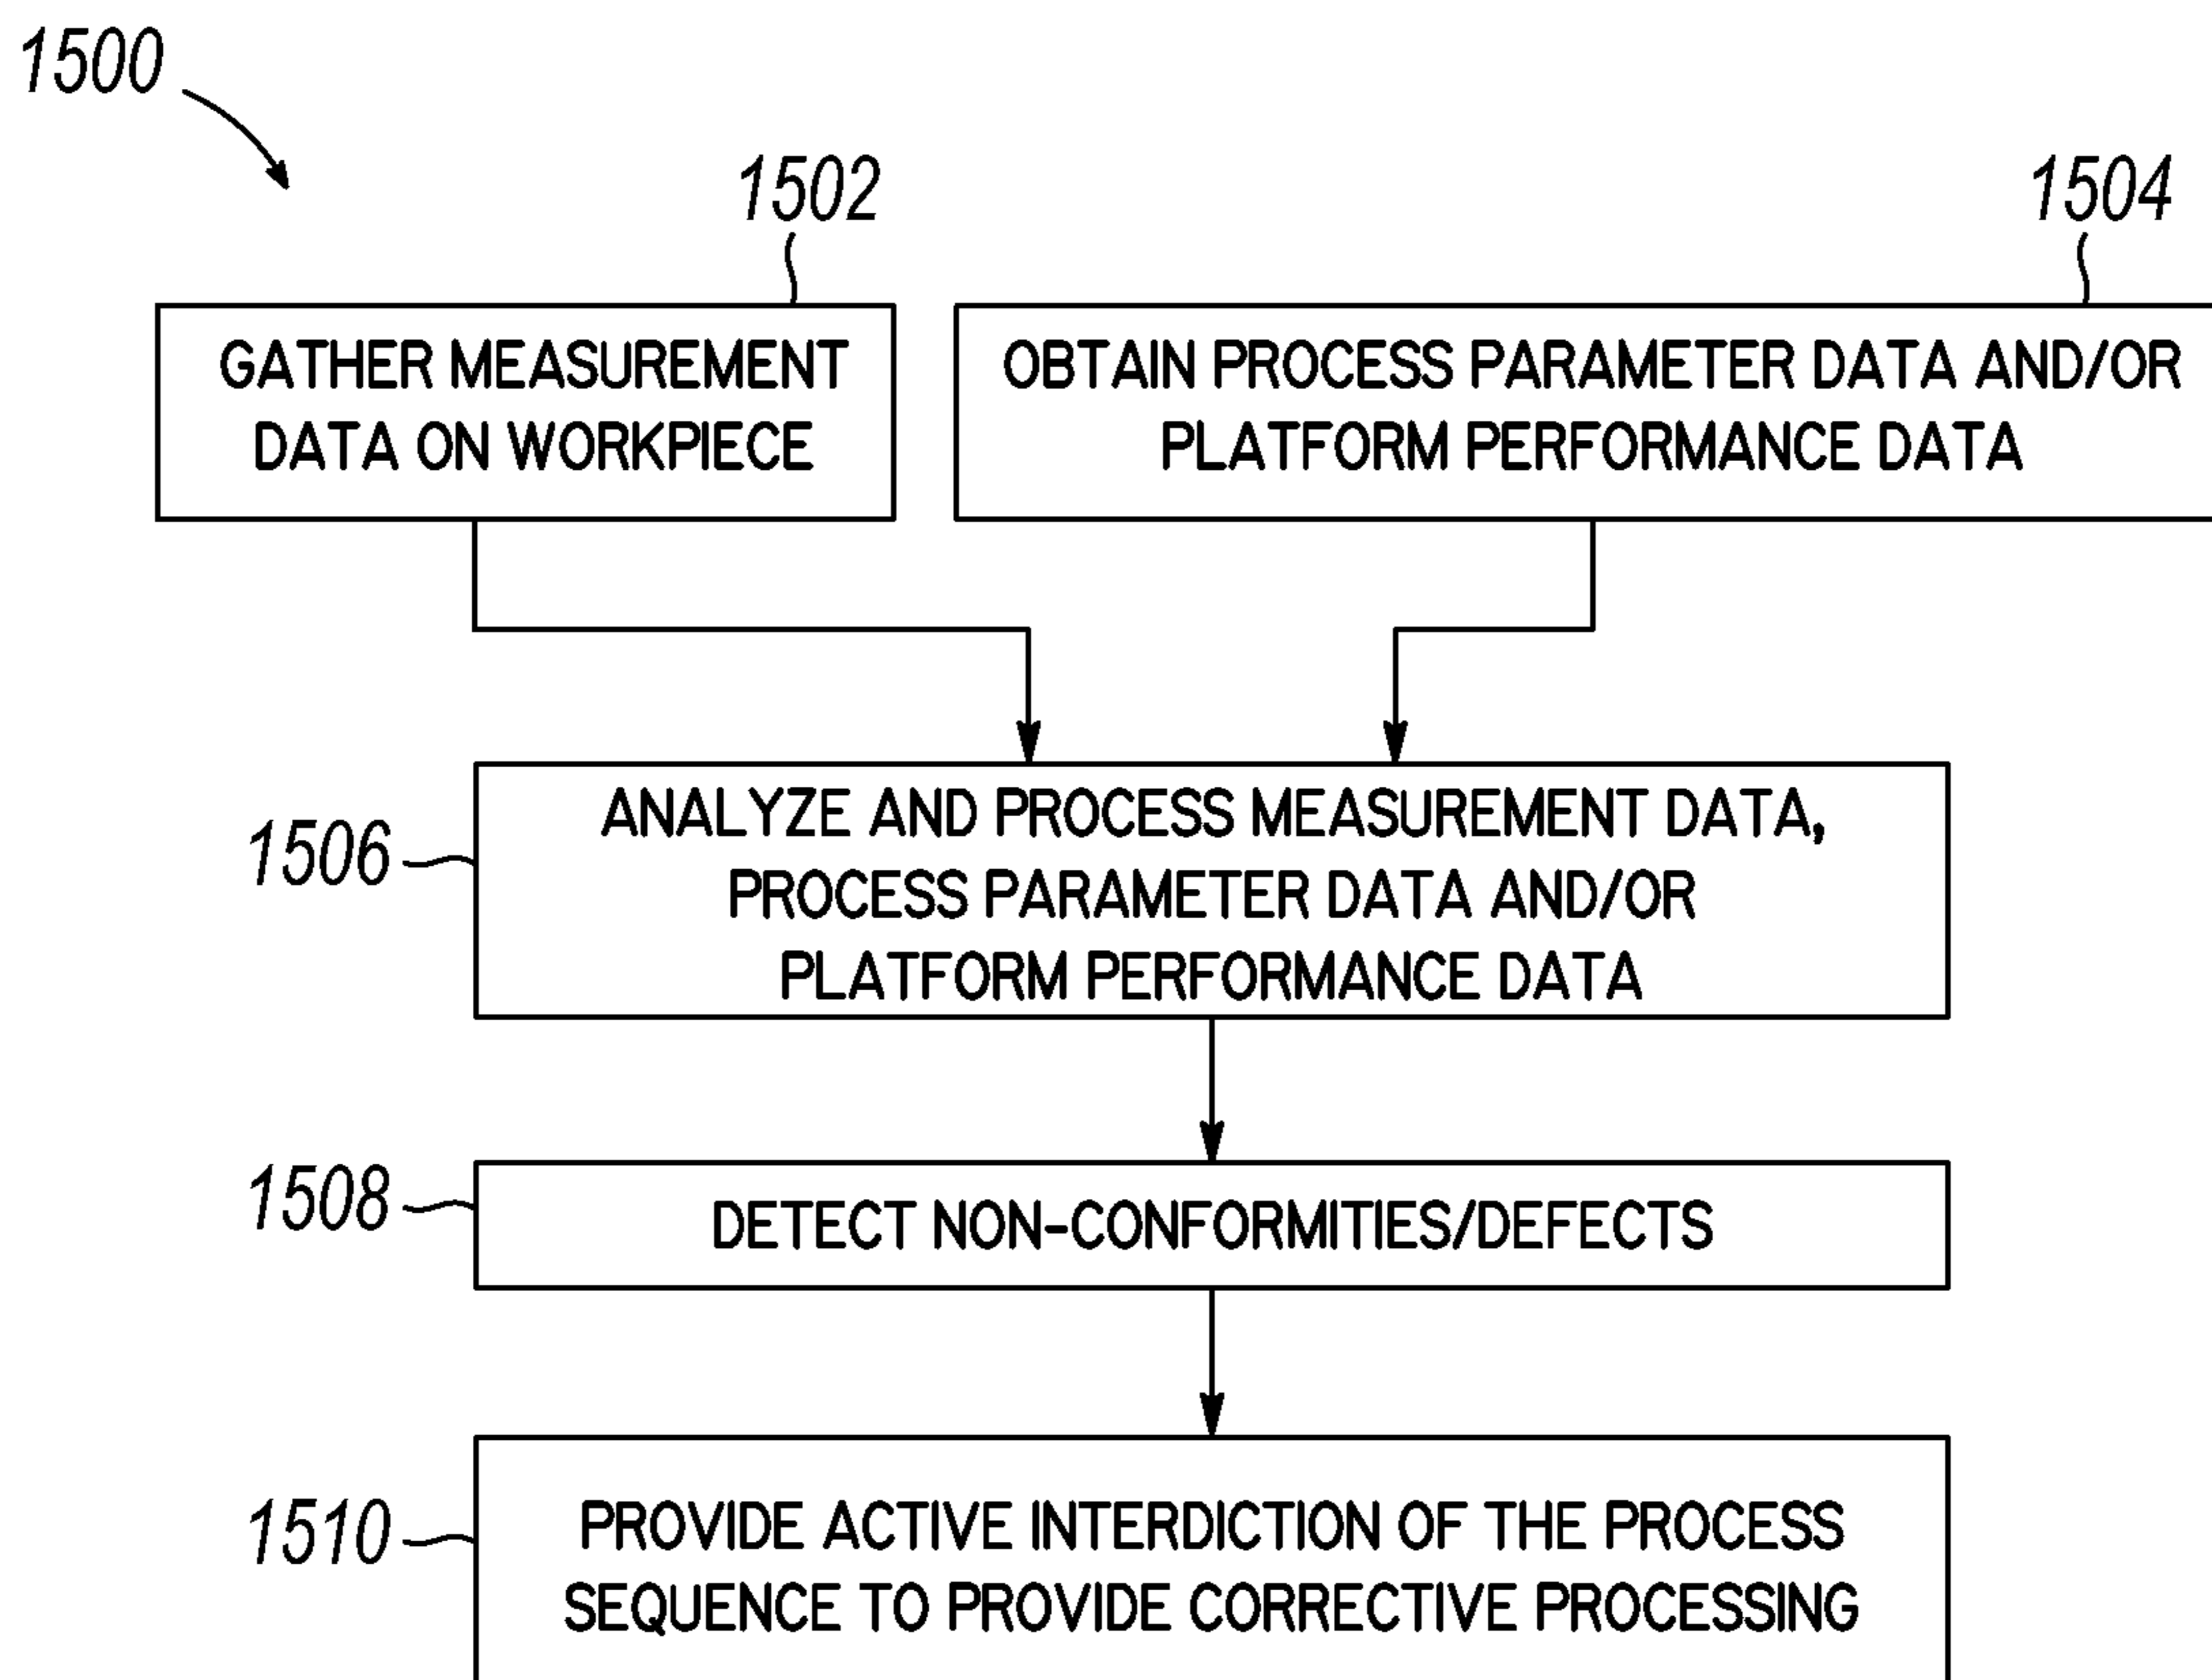 1500
1502
1504
GATHER MEASUREMENT
DATA ON WORKPIECE
OBTAIN PROCESS PARAMETER DATA AND/OR
PLATFORM PERFORMANCE DATA
1506
ANALYZE AND PROCESS MEASUREMENT DATA,
PROCESS PARAMETER DATA AND/OR
PLATFORM PERFORMANCE DATA
1508
DETECT NON-CONFORMITIES/DEFECTS
1510
PROVIDE ACTIVE INTERDICTION OF THE PROCESS
SEQUENCE TO PROVIDE CORRECTIVE PROCESSING